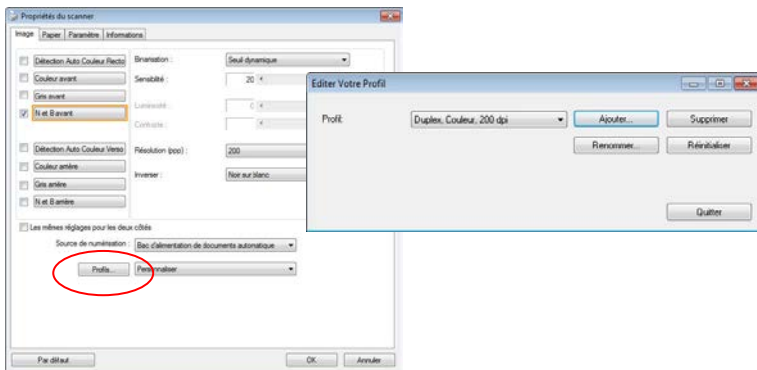 Propriétés du scanner
Image Papier Paramètre Informations
Détection Auto Couleur Recto
Binarisation :
Seuil dynamique
Couleur avant
Sensibilité :
20
Gris avant
Luminosité :
N et B avant
Contraste :
Détection Auto Couleur Verso
Résolution (ppp) :
200
Couleur arrière
Inverser :
Noir sur blanc
Gris arrière
N et B arrière
Les mêmes réglages pour les deux côtés
Source de numérisation :
Bac d'alimentation de documents automatique
Profils...
Personnaliser
Par défaut
OK
Annuler
Editer Votre Profil
Profil:
Duplex, Couleur, 200 dpi
Ajouter...
Supprimer
Renommer...
Réinitialiser
Quitter